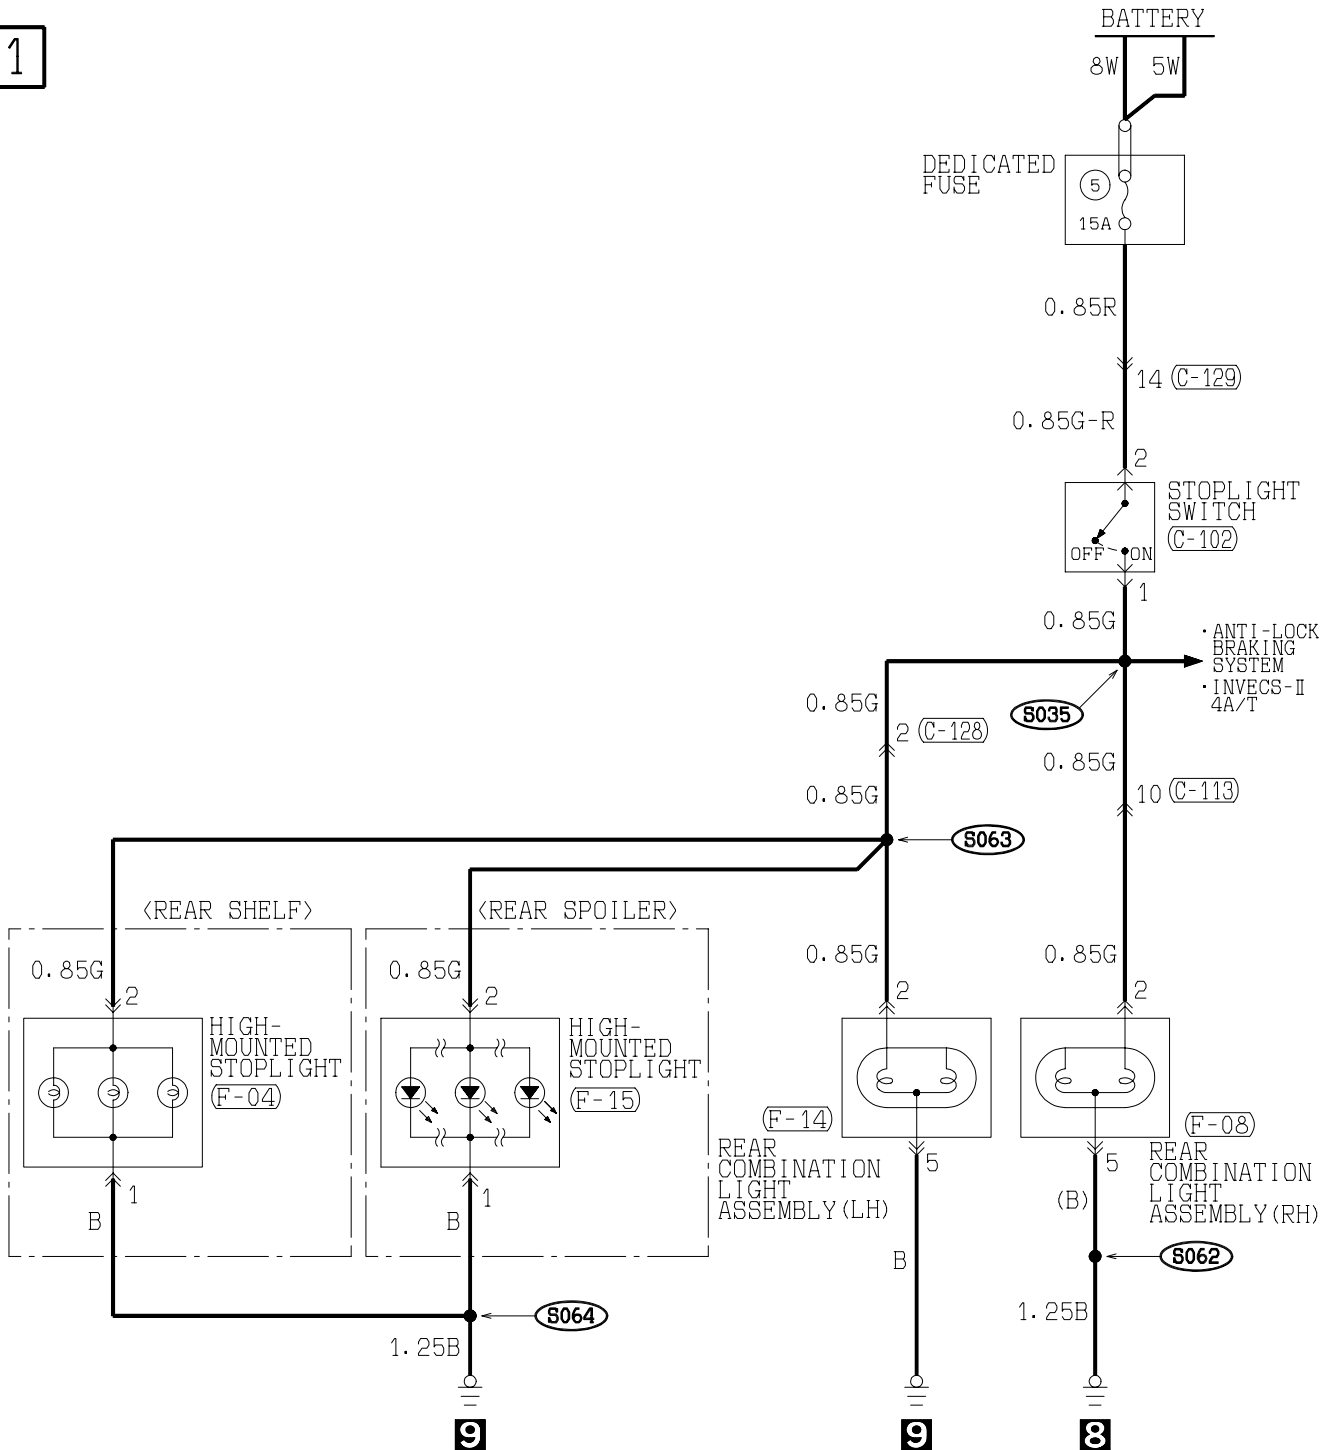 1
BATTERY
8W
5W
DEDICATED
FUSE
5
15A
0.85R
14 (C-129)
0.85G-R
2
STOPLIGHT
SWITCH
(C-102)
OFF
ON
1
0.85G
·ANTI-LOCK
BRAKING
SYSTEM
·INVECS-Ⅱ
4A/T
0.85G
S035
2 (C-128)
0.85G
10 (C-113)
0.85G
S063
〈REAR SHELF〉
〈REAR SPOILER〉
0.85G
0.85G
0.85G
0.85G
2
2
2
2
HIGH-
MOUNTED
STOPLIGHT
(F-04)
HIGH-
MOUNTED
STOPLIGHT
(F-15)
(F-14)
REAR
COMBINATION
LIGHT
ASSEMBLY(LH)
(F-08)
REAR
COMBINATION
LIGHT
ASSEMBLY(RH)
5
5
1
1
B
B
(B)
B
S062
S064
1.25B
1.25B
9
9
8